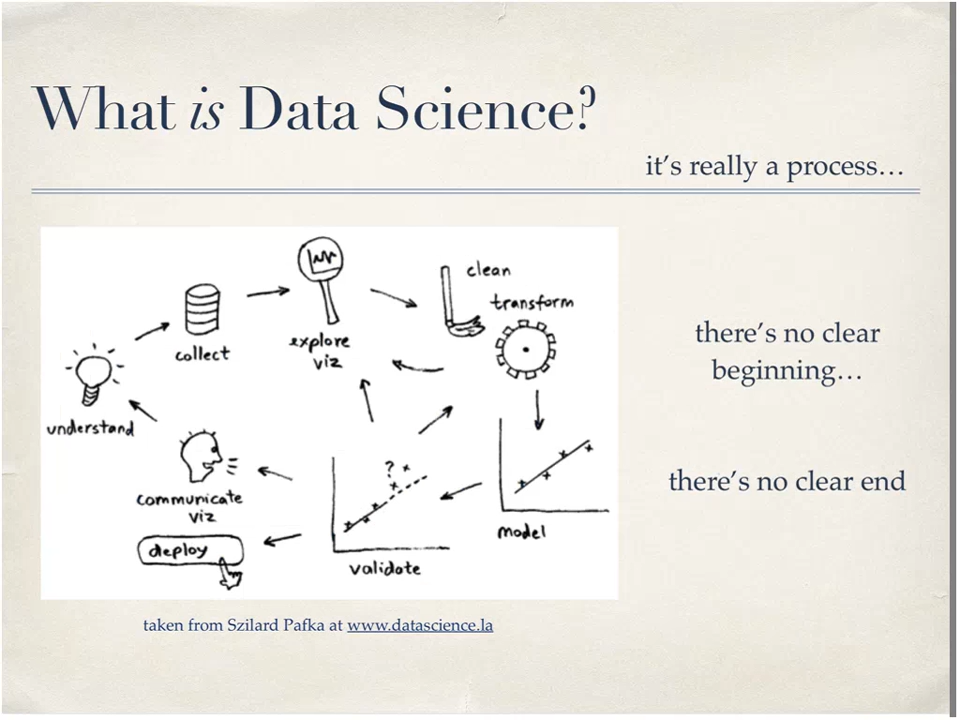 What is Data Science?
it's really a process…
clean
transform
explore
viz
collect
understand
communicate
viz
deploy
?
validate
model
there's no clear
beginning…
there's no clear end
taken from Szilard Pafka at www.datascience.la